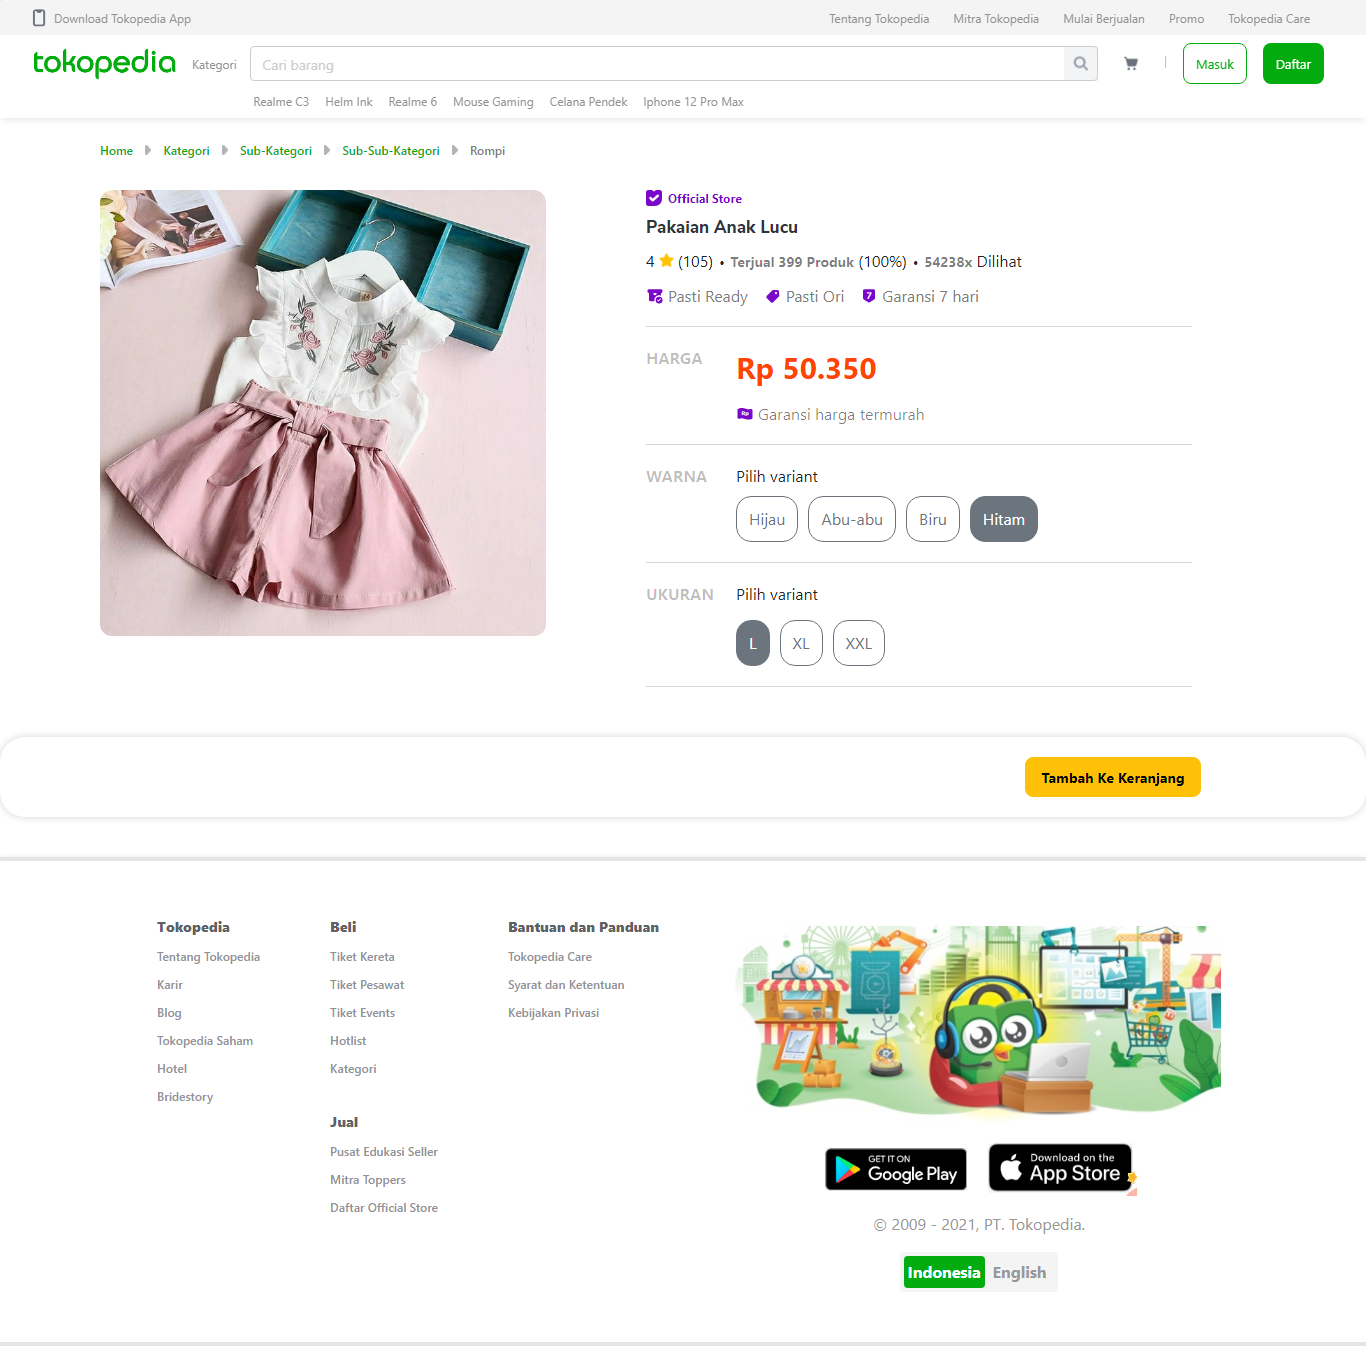 Download Tokopedia App
Tentang Tokopedia Mitra Tokopedia Mulai Berjualan Promo Tokopedia Care
tokopedia Kategori Cari barang Masuk Daftar
Realme C3 Helm Ink Realme 6 Mouse Gaming Celana Pendek Iphone 12 Pro Max
Home Kategori Sub-Kategori Sub-Sub-Kategori Rompi
Official Store
Pakaian Anak Lucu
4 (105) • Terjual 399 Produk (100%) • 54238x Dilihat
Pasti Ready Pasti Ori 7 Garansi 7 hari
HARGA Rp 50.350
Rp Garansi harga termurah
WARNA Pilih variant
Hijau Abu-abu Biru Hitam
UKURAN Pilih variant
L XL XXL
Tambah Ke Keranjang
Tokopedia
Tentang Tokopedia
Karir
Blog
Tokopedia Saham
Hotel
Bridestory
Beli
Tiket Kereta
Tiket Pesawat
Tiket Events
Hotlist
Kategori
Jual
Pusat Edukasi Seller
Mitra Toppers
Daftar Official Store
Bantuan dan Panduan
Tokopedia Care
Syarat dan Ketentuan
Kebijakan Privasi
GET IT ON
Google Play
Download on the
App Store
© 2009 - 2021, PT. Tokopedia.
Indonesia English